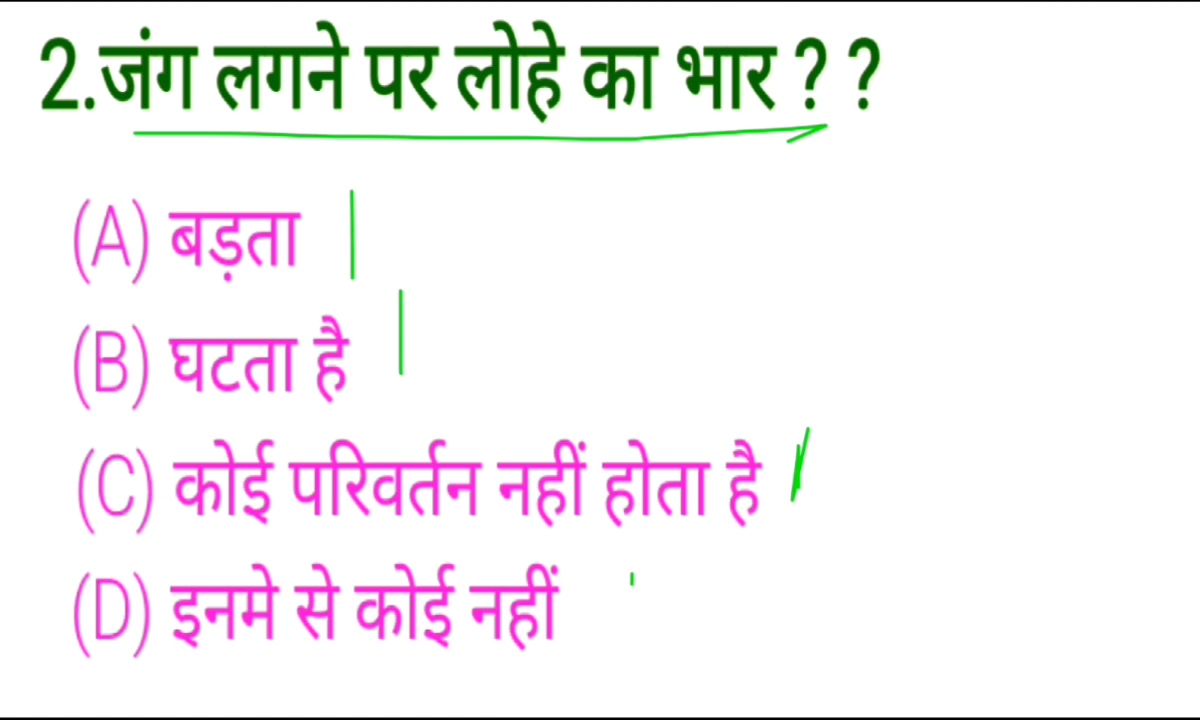 2.जंग लगने पर लोहे का भार ? ?
(A) बड़ता
(B) घटता है
(C) कोई परिवर्तन नहीं होता है
(D) इनमे से कोई नहीं